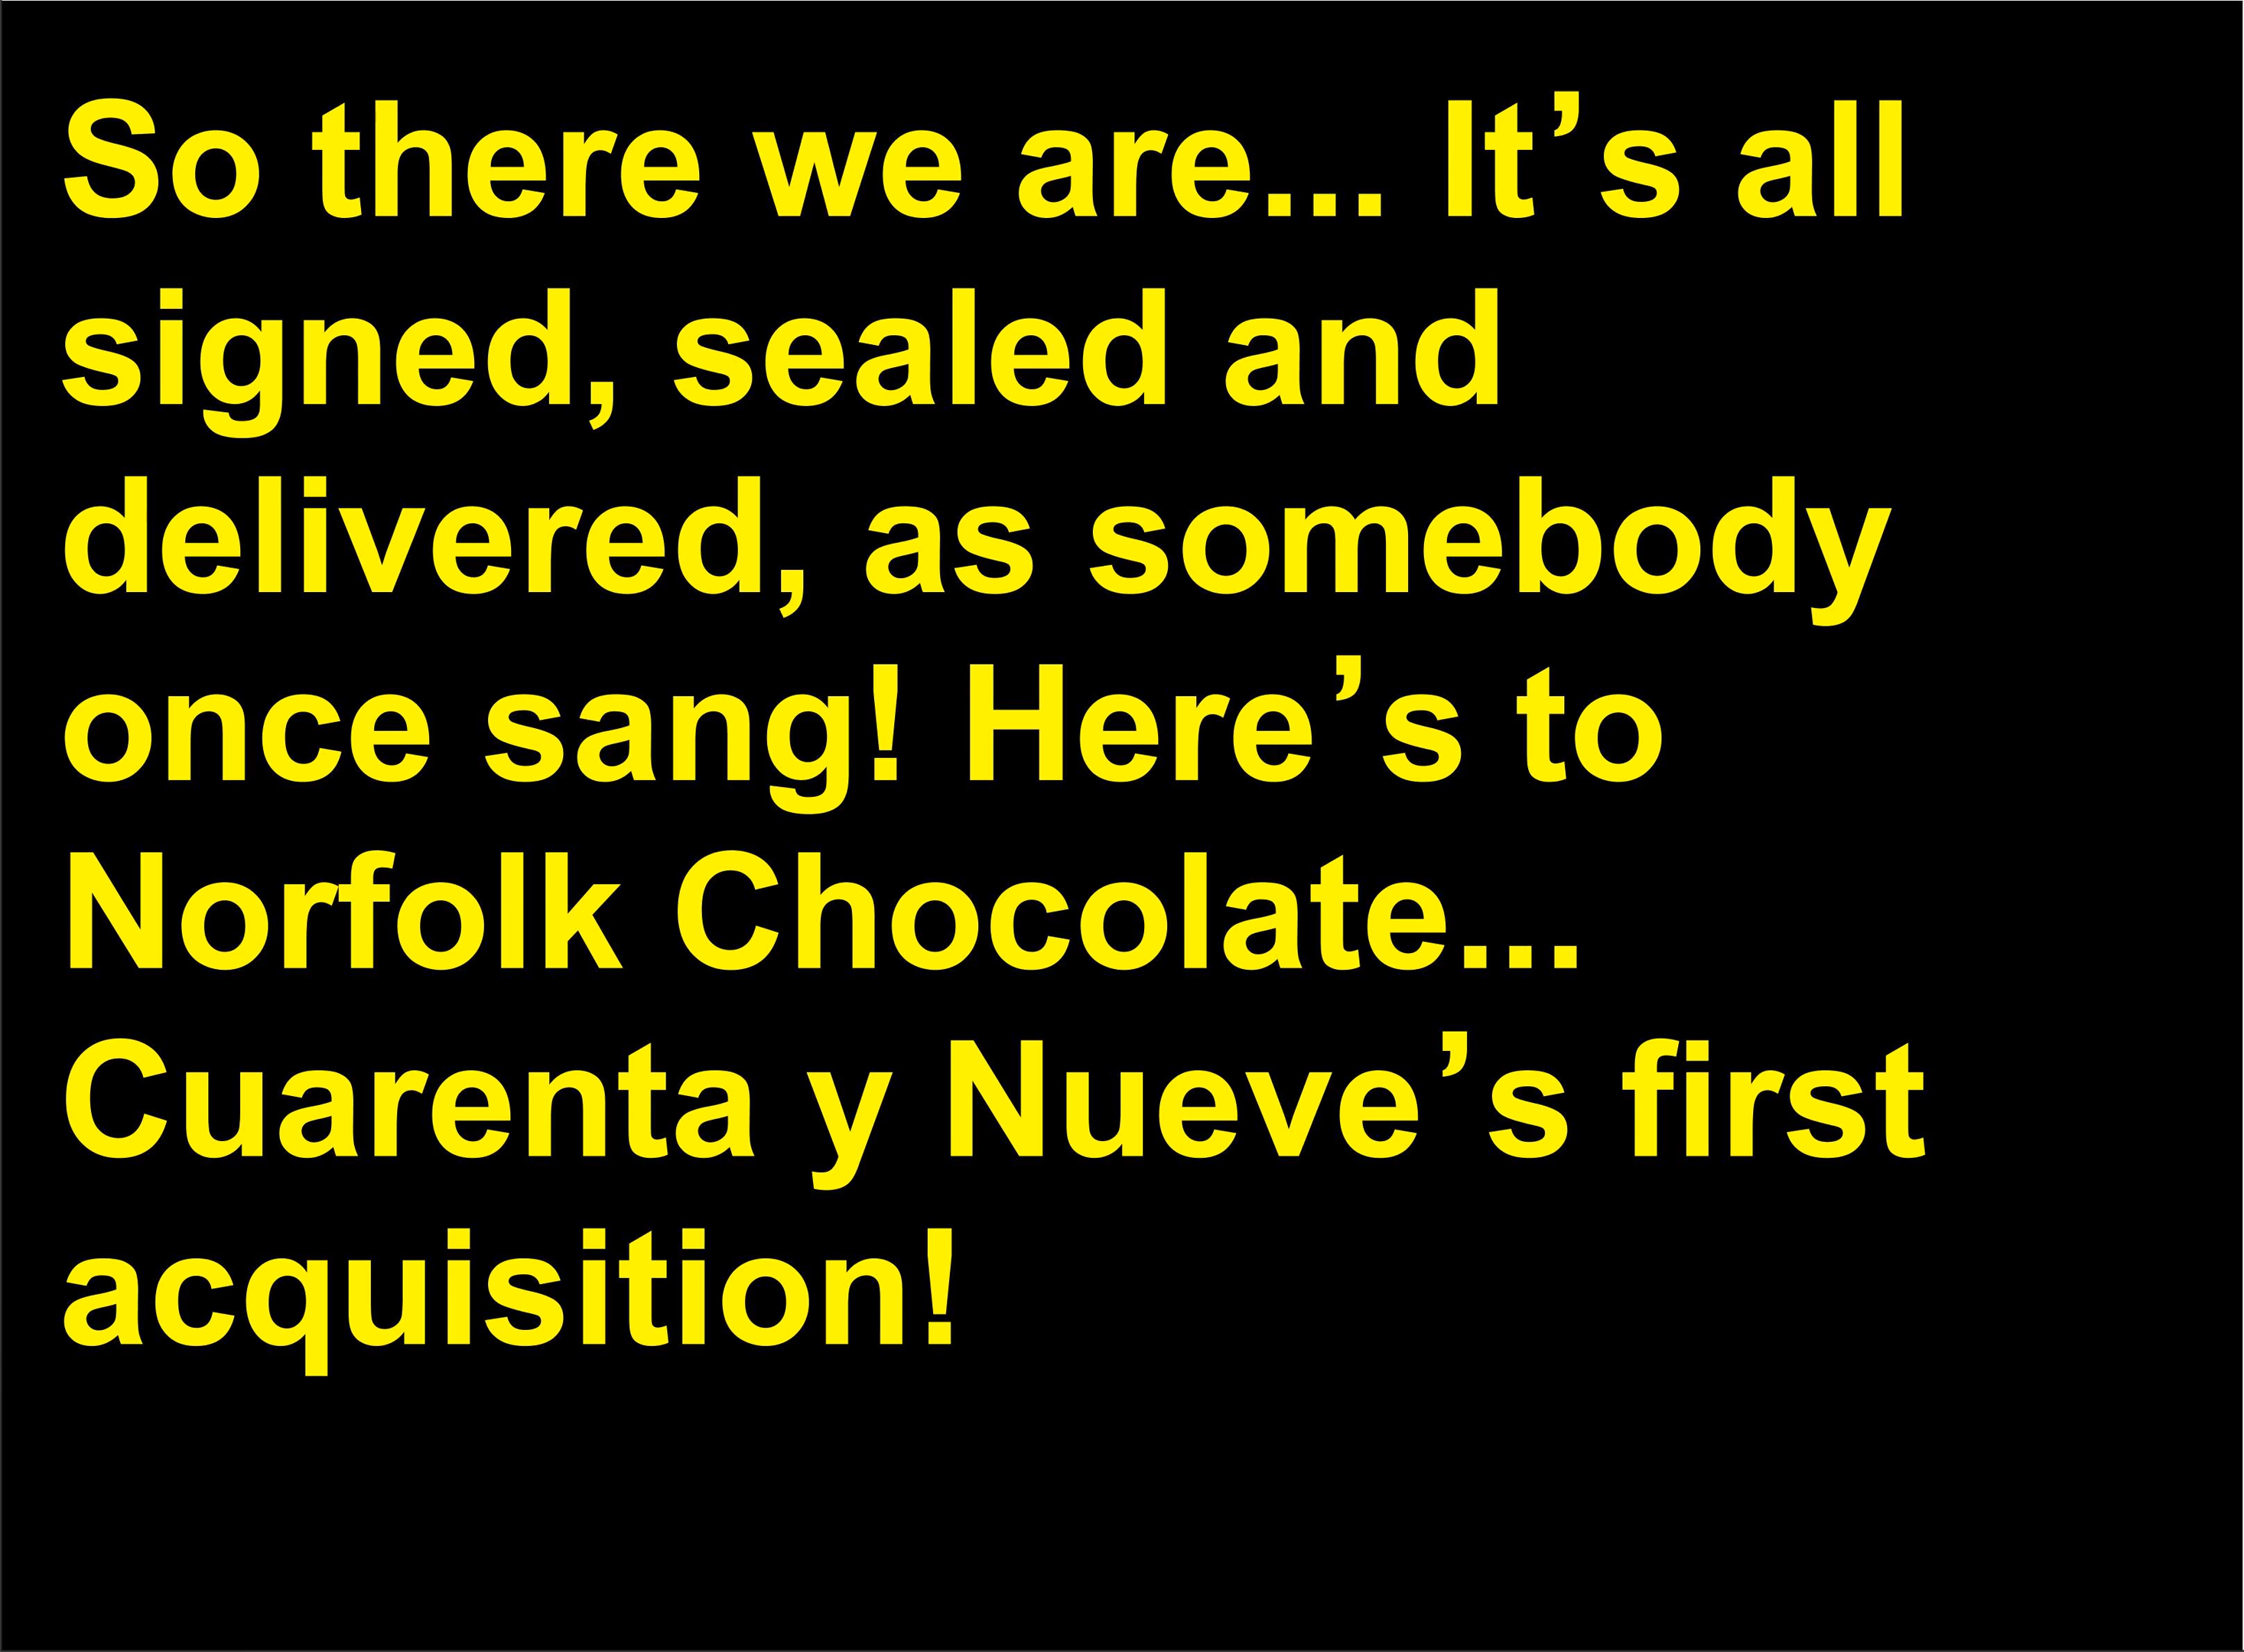 So there we are... It’s all
signed, sealed and
delivered, as somebody
once sang! Here’s to
Norfolk Chocolate...
Cuarenta y Nueve’s first
acquisition!